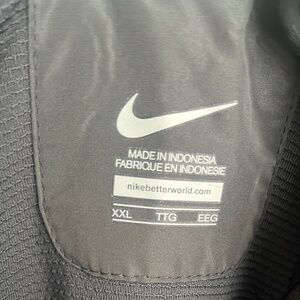 MADE IN INDONESIA
FABRIQUE EN INDONESIE
nikebetterworld.com
XXL TTG EEG